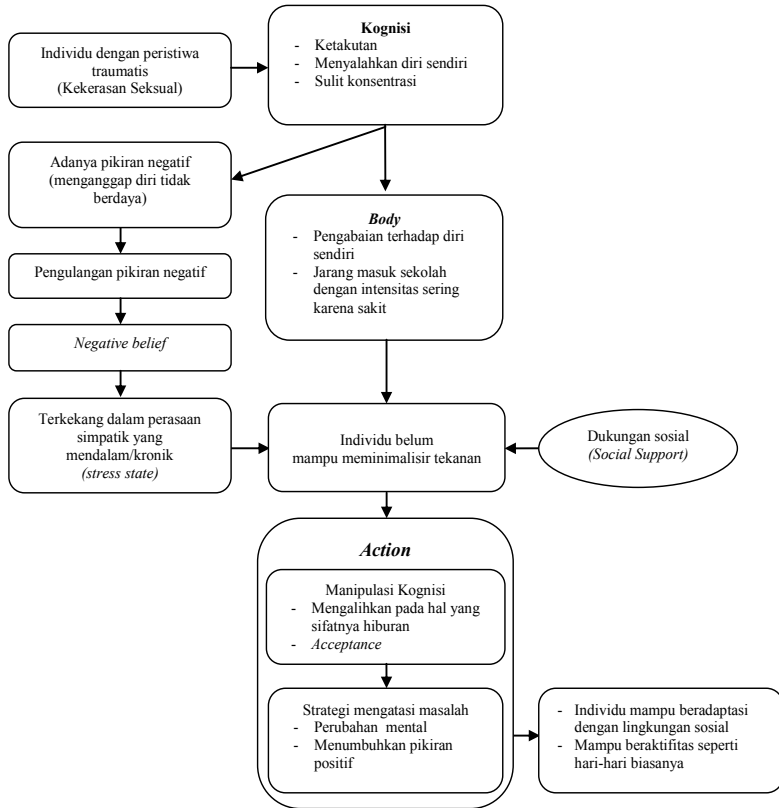 Individu dengan peristiwa
traumatis
(Kekerasan Seksual)
Kognisi
- Ketakutan
- Menyalahkan diri sendiri
- Sulit konsentrasi
Adanya pikiran negatif
(menganggap diri tidak
berdaya)
Pengulangan pikiran negatif
Negative belief
Terkekang dalam perasaan
simpatik yang
mendalam/kronik
(stress state)
Body
- Pengabaian terhadap diri
sendiri
- Jarang masuk sekolah
dengan intensitas sering
karena sakit
Individu belum
mampu meminimalisir tekanan
Dukungan sosial
(Social Support)
Action
Manipulasi Kognisi
- Mengalihkan pada hal yang
sifatnya hiburan
- Acceptance
Strategi mengatasi masalah
- Perubahan mental
- Menumbuhkan pikiran
positif
- Individu mampu beradaptasi
dengan lingkungan sosial
- Mampu beraktifitas seperti
hari-hari biasanya